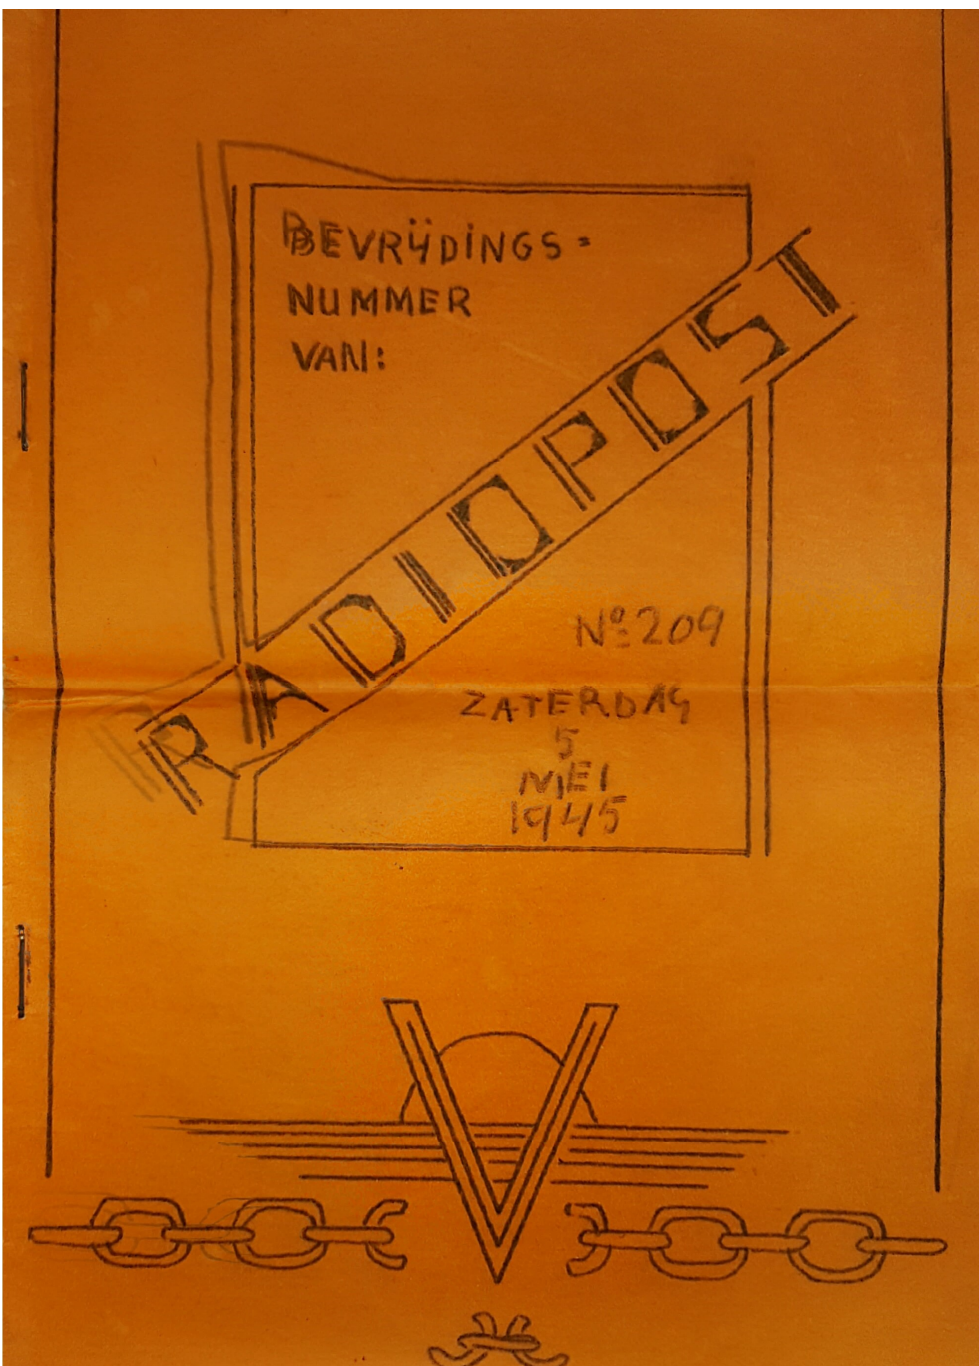 BEVRIJDINGS=
NUMMER
VAN:
RADIOPOST
Nº 209
ZATERDAG
5
MEI
1945
V